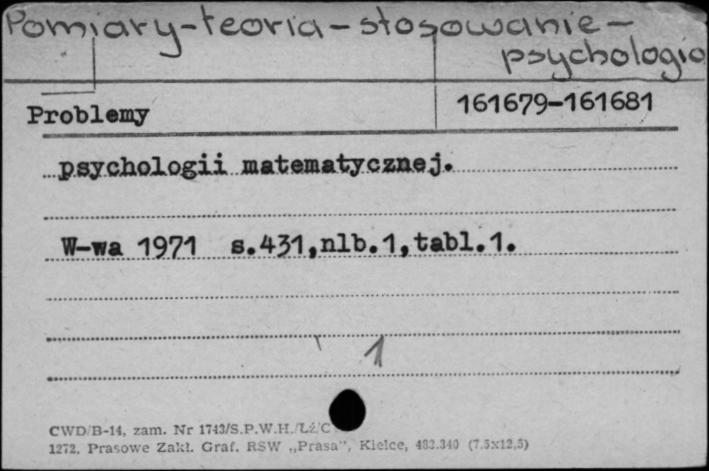 Pomiary-teoria-stosowanie-
psychologia
Problemy 161679-161681
psychologii matematycznej.
W-wa 1971 s.431,nlb.1,tabl.1.
1
CWD/B-14, zam. Nr 1743/S.P.W.H./Łź/C
1272. Prasowe Zakł. Graf. RSW „Prasa”, Kielce, 483.340 (7.5x12,5)